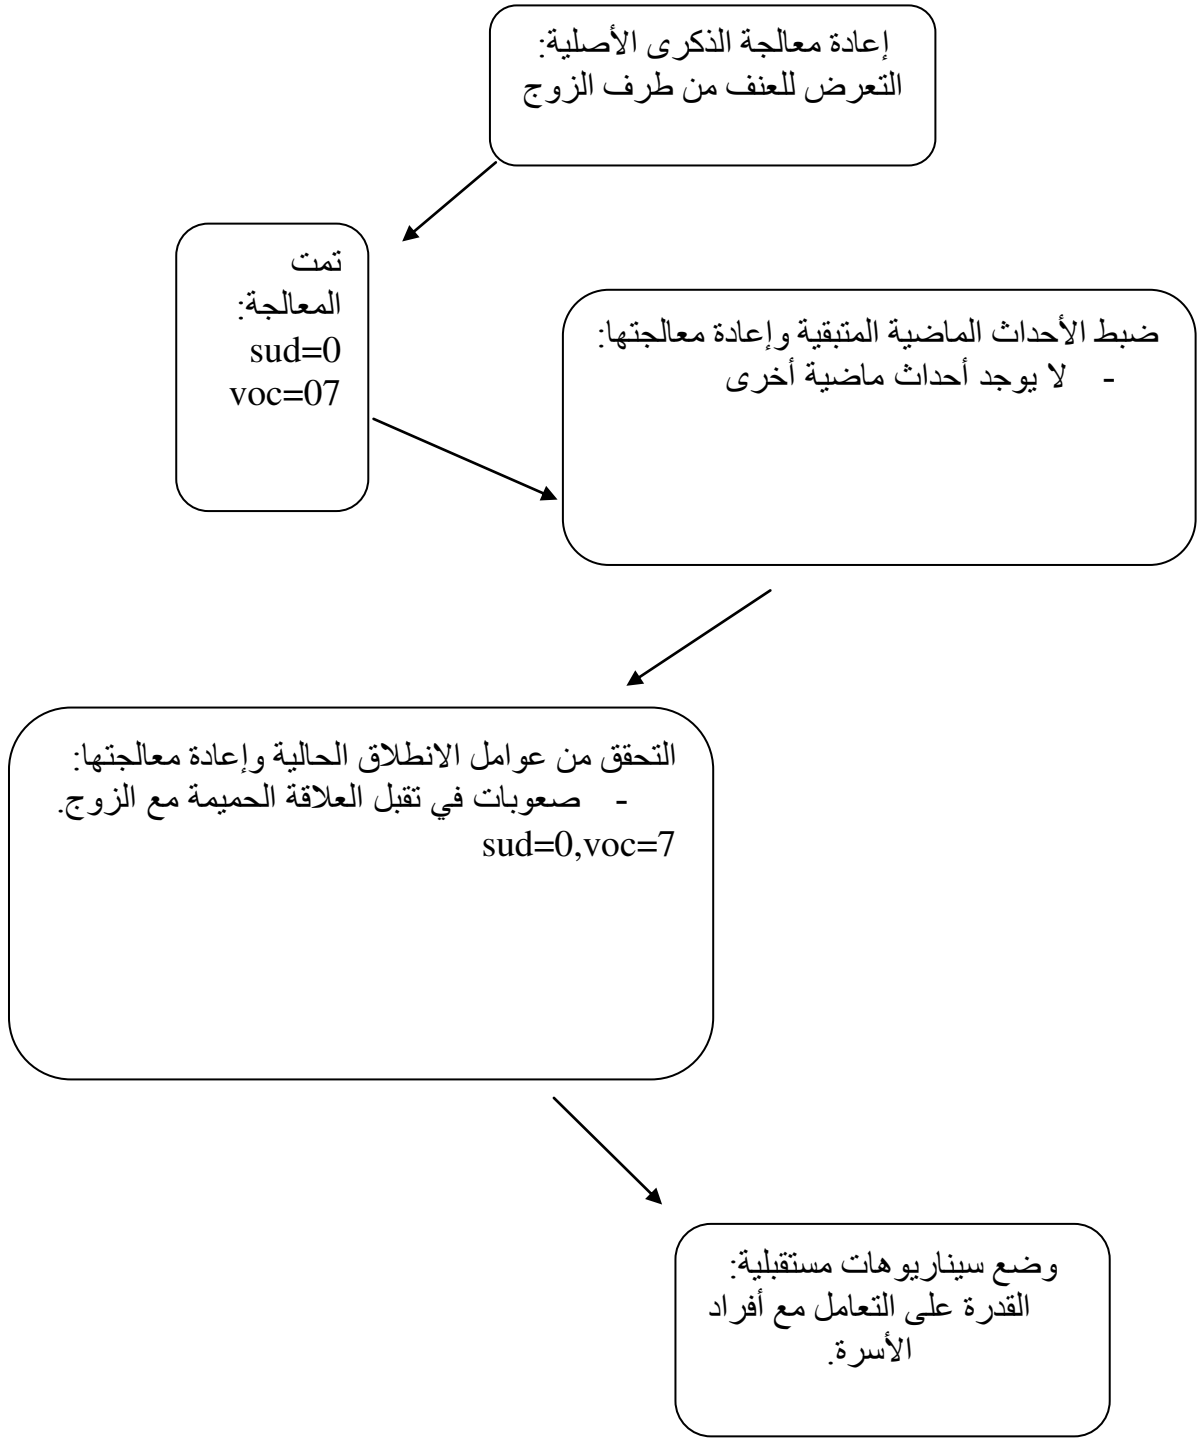 إعادة معالجة الذكرى الأصلية:
التعرض للعنف من طرف الزوج
تمت
المعالجة:
sud=0
voc=07
ضبط الأحداث الماضية المتبقية وإعادة معالجتها:
- لا يوجد أحداث ماضية أخرى
التحقق من عوامل الانطلاق الحالية وإعادة معالجتها:
- صعوبات في تقبل العلاقة الحميمة مع الزوج.
sud=0,voc=7
وضع سيناريوهات مستقبلية:
القدرة على التعامل مع أفراد
الأسرة.